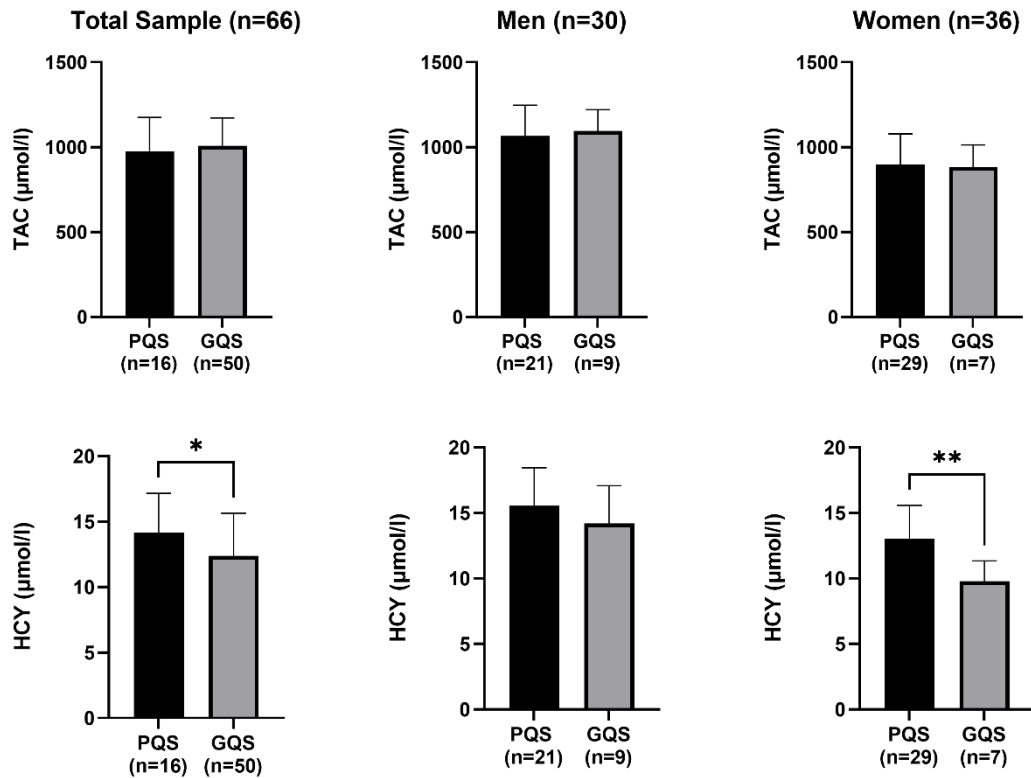 Total Sample (n=66)
Men (n=30)
Women (n=36)
TAC (µmol/l)
1500
1000
500
0
PQS
(n=16)
GQS
(n=50)
TAC (µmol/l)
1500
1000
500
0
PQS
(n=21)
GQS
(n=9)
TAC (µmol/l)
1500
1000
500
0
PQS
(n=29)
GQS
(n=7)
HCY (µmol/l)
20
15
10
5
0
*
PQS
(n=16)
GQS
(n=50)
HCY (µmol/l)
20
15
10
5
0
PQS
(n=21)
GQS
(n=9)
HCY (µmol/l)
20
15
10
5
0
**
PQS
(n=29)
GQS
(n=7)